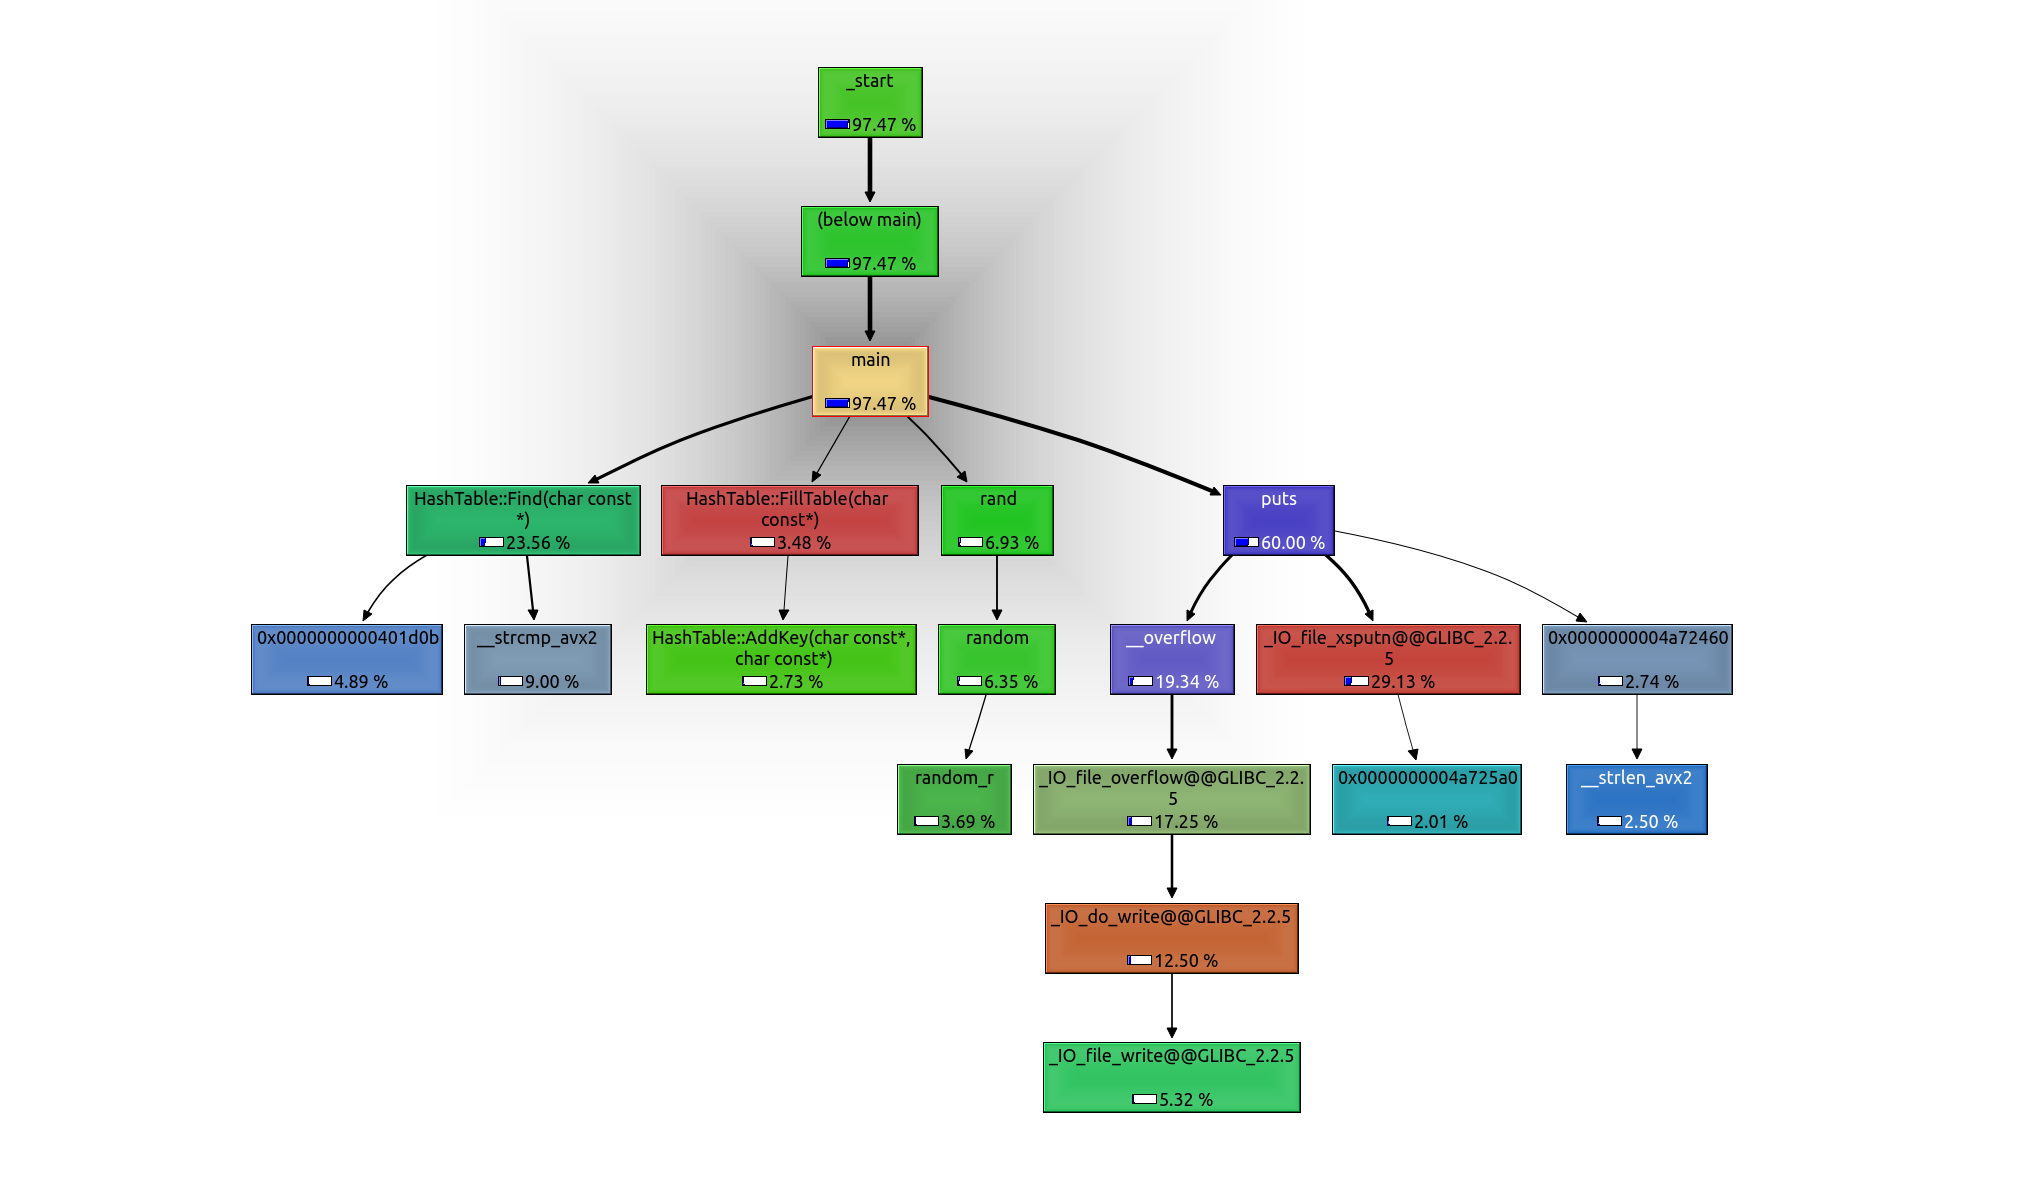 _start
97.47 %
(below main)
97.47 %
main
97.47 %
HashTable::Find(char const
*)
23.56 %
HashTable::FillTable(char
const*)
3.48 %
rand
6.93 %
puts
60.00 %
0x0000000000401d0b
4.89 %
__strcmp_avx2
9.00 %
HashTable::AddKey(char const*,
char const*)
2.73 %
random
6.35 %
__overflow
19.34 %
_IO_file_xsputn@@GLIBC_2.2.
5
29.13 %
0x0000000004a72460
2.74 %
random_r
3.69 %
_IO_file_overflow@@GLIBC_2.2.
5
17.25 %
0x0000000004a725a0
2.01 %
__strlen_avx2
2.50 %
_IO_do_write@@GLIBC_2.2.5
12.50 %
_IO_file_write@@GLIBC_2.2.5
5.32 %